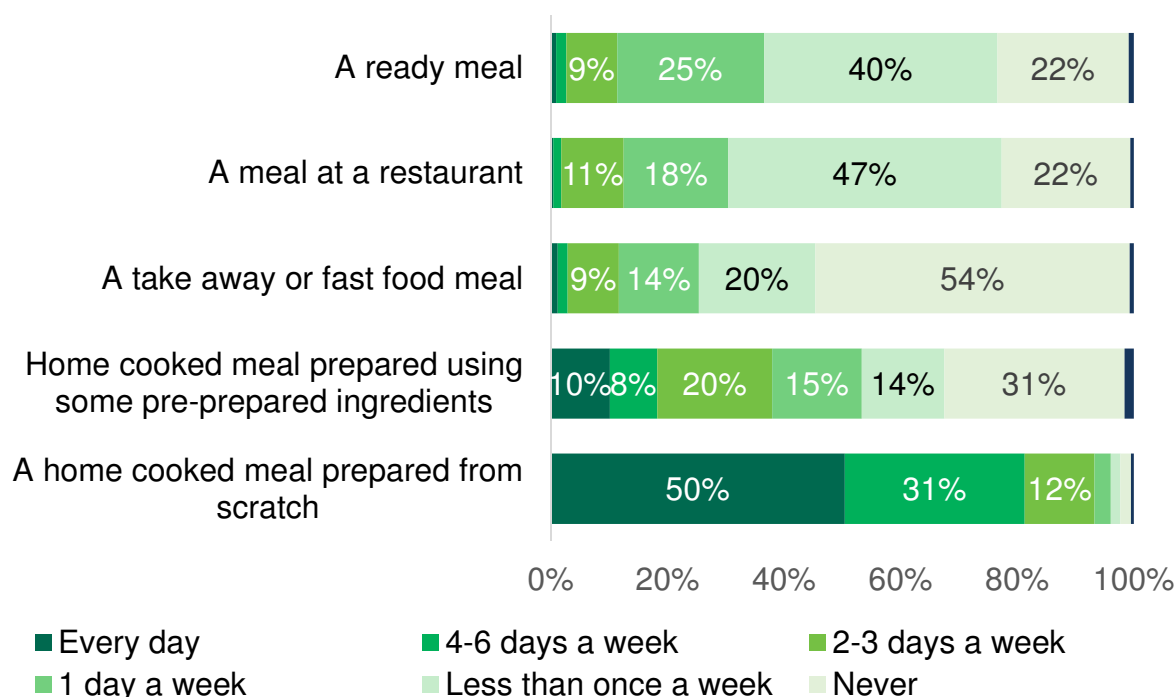 A ready meal
9% 25% 40% 22%
A meal at a restaurant
11% 18% 47% 22%
A take away or fast food meal
9% 14% 20% 54%
Home cooked meal prepared using
some pre-prepared ingredients
10% 8% 20% 15% 14% 31%
A home cooked meal prepared from
scratch
50% 31% 12%
0% 20% 40% 60% 80% 100%
Every day 4-6 days a week 2-3 days a week
1 day a week Less than once a week Never